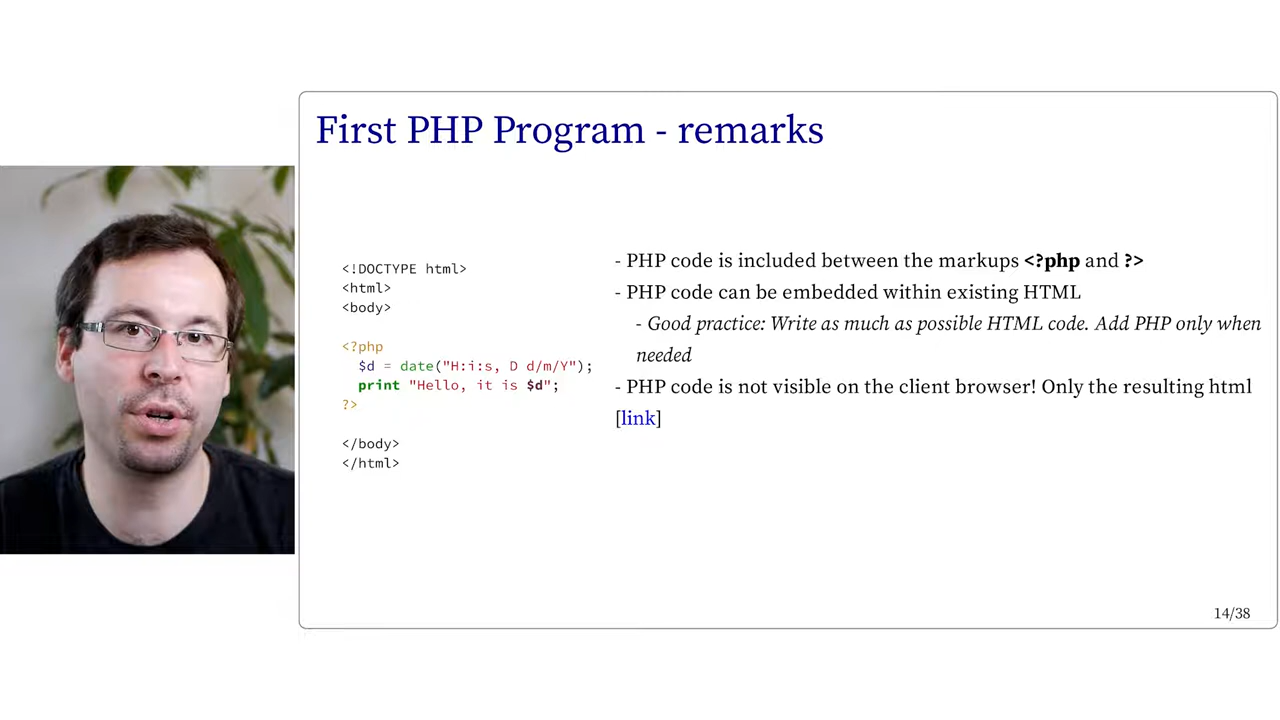 First PHP Program - remarks
<!DOCTYPE html>
<html>
<body>
<?php
$d = date("H:i:s, D d/m/Y");
print "Hello, it is $d";
?>
</body>
</html>
- PHP code is included between the markups <?php and ?>
- PHP code can be embedded within existing HTML
- Good practice: Write as much as possible HTML code. Add PHP only when
needed
- PHP code is not visible on the client browser! Only the resulting html
[link]
14/38